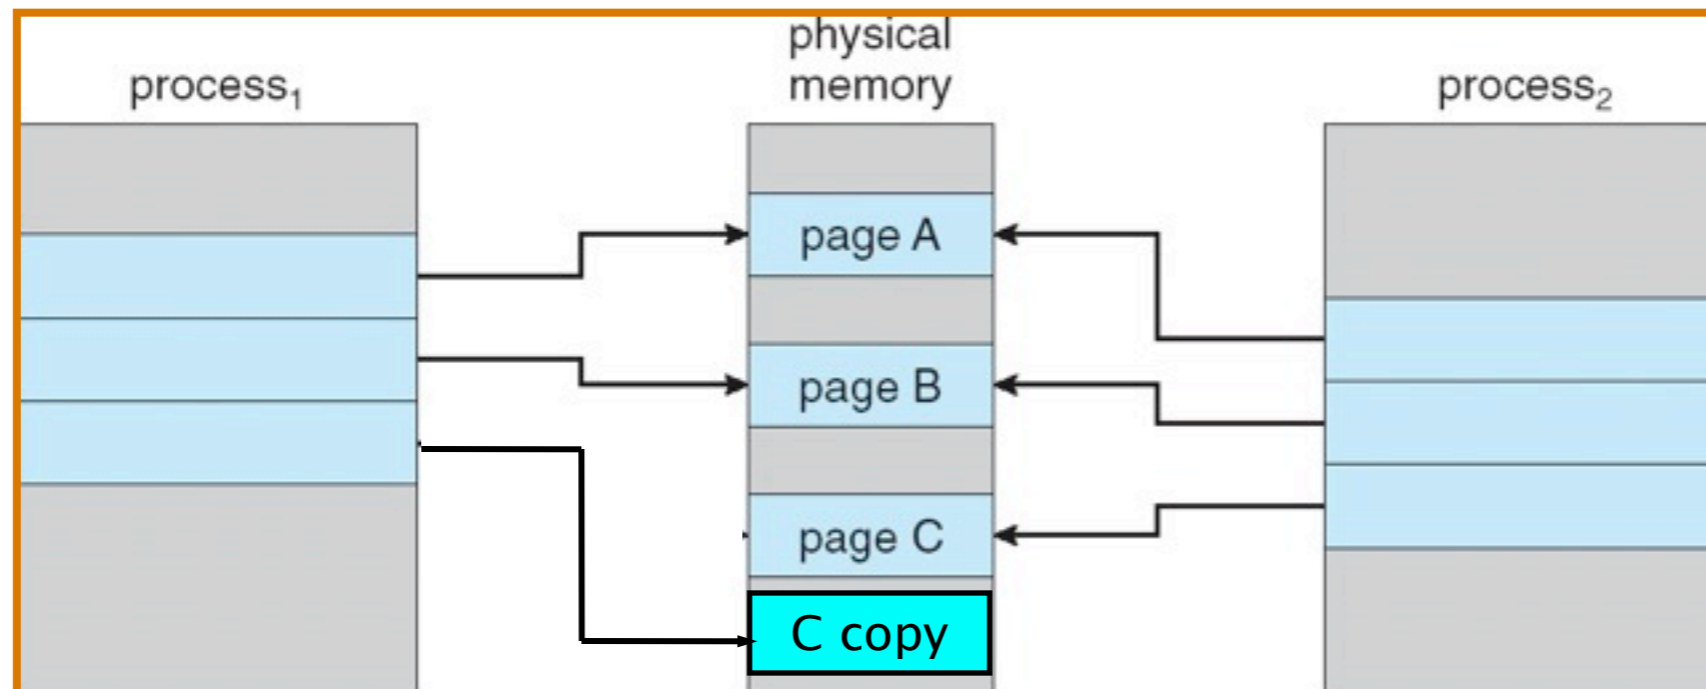 physical
memory
process₁
process₂
page A
page B
page C
C copy